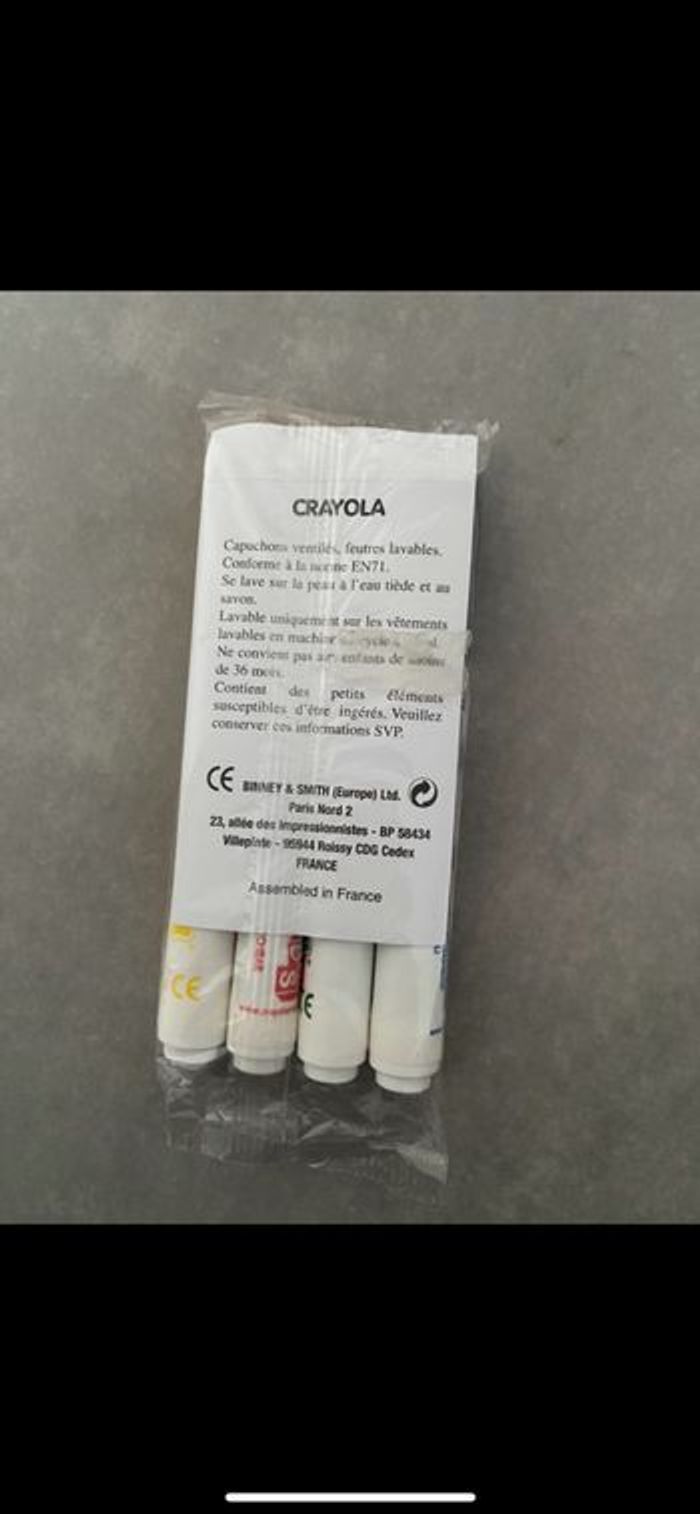 CRAYOLA
Capuchons ventilés, feutres lavables.
Conforme à la norme EN71.
Se lave sur la peau à l'eau tiède et au
savon.
Lavable uniquement sur les vêtements
lavables en machine
Ne convient pas aux enfants de moins
de 36 mois.
Contient des petits éléments
susceptibles d'être ingérés. Veuillez
conserver ces informations SVP.
CE BINNEY & SMITH (Europe) Ltd.
Paris Nord 2
23, allée des Impressionnistes - BP 58434
Villepinte - 95944 Roissy CDG Cedex
FRANCE
Assembled in France
CE
CE